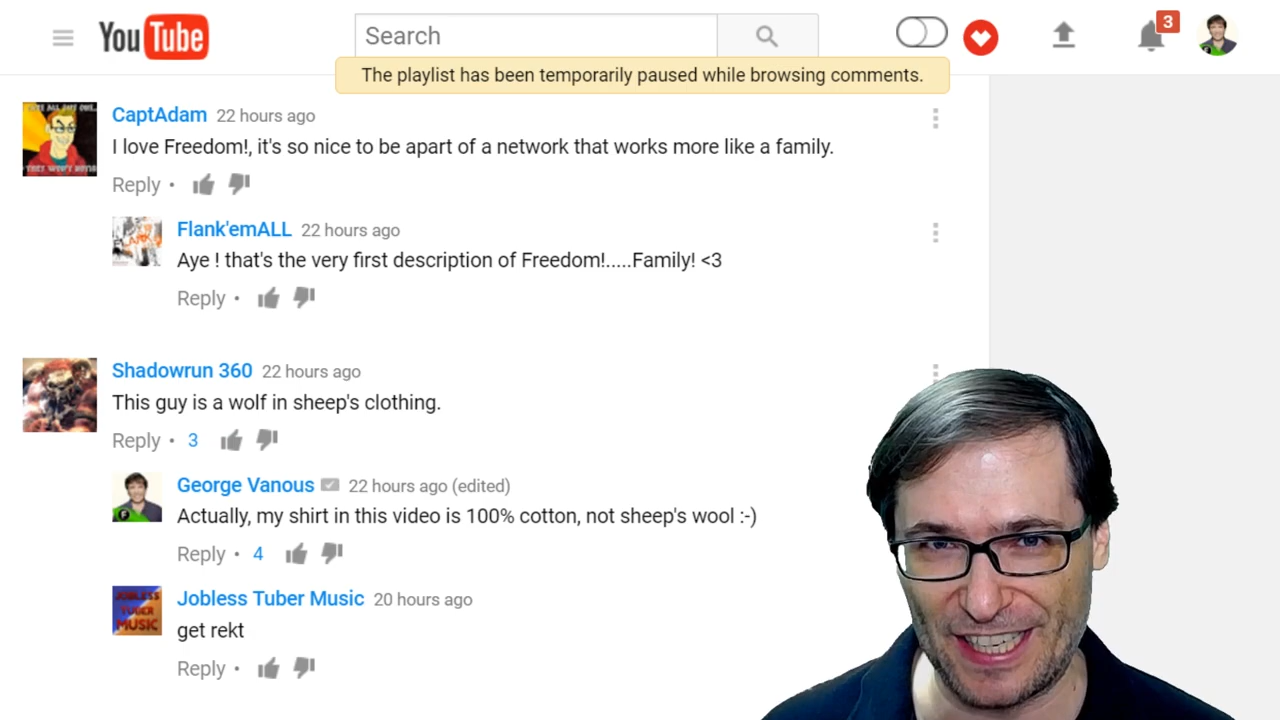 YouTube
Search
3
The playlist has been temporarily paused while browsing comments.
CaptAdam 22 hours ago
I love Freedom!, it's so nice to be apart of a network that works more like a family.
Reply •
Flank'emALL 22 hours ago
Aye ! that's the very first description of Freedom!.....Family! <3
Reply •
Shadowrun 360 22 hours ago
This guy is a wolf in sheep's clothing.
Reply • 3
George Vanous 22 hours ago (edited)
Actually, my shirt in this video is 100% cotton, not sheep's wool :-)
Reply • 4
JOBLESS
TUBER
MUSIC
Jobless Tuber Music 20 hours ago
get rekt
Reply •